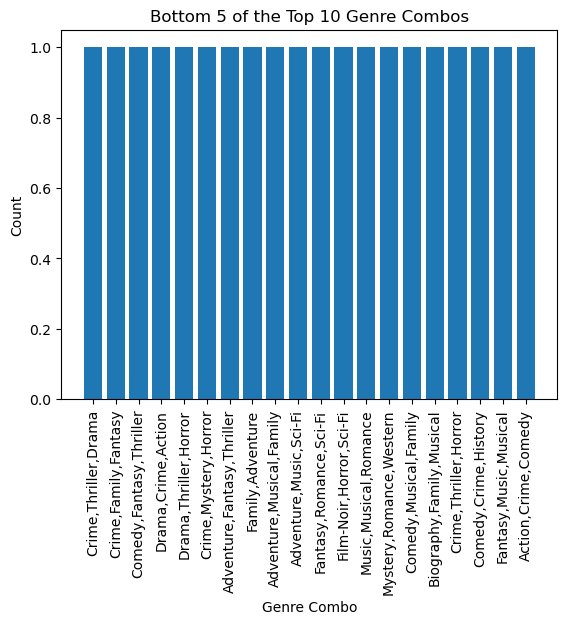 Bottom 5 of the Top 10 Genre Combos
1.0
0.8
0.6
0.4
0.2
0.0
Count
Crime,Thriller,Drama
Crime,Family,Fantasy
Comedy,Fantasy,Thriller
Drama,Crime,Action
Drama,Thriller,Horror
Crime,Mystery,Horror
Adventure,Fantasy,Thriller
Family,Adventure
Adventure,Musical,Family
Adventure,Music,Sci-Fi
Fantasy,Romance,Sci-Fi
Film-Noir,Horror,Sci-Fi
Music,Musical,Romance
Mystery,Romance,Western
Comedy,Musical,Family
Biography,Family,Musical
Crime,Thriller,Horror
Comedy,Crime,History
Fantasy,Music,Musical
Action,Crime,Comedy
Genre Combo